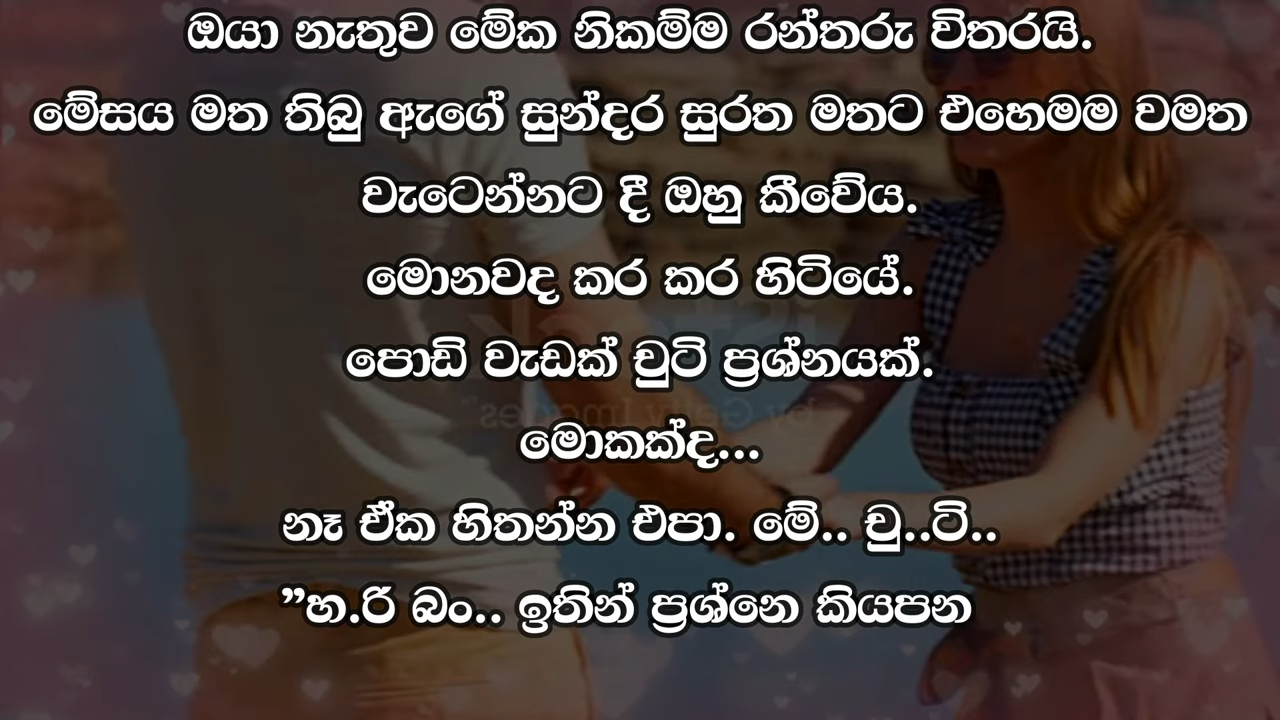 ඔයා නැතුව මේක නිකම්ම රන්තරු විතරයි.
මේසය මත තිබු ඇගේ සුන්දර සුරත මතට එහෙමම වමත
වැටෙන්නට දී ඔහු කීවේය.
මොනවද කර කර හිටියේ.
පොඩි වැඩක් චුටි ප්‍රශ්නයක්.
මොකක්ද...
නෑ ඒක හිතන්න එපා. මේ.. චු..ටි..
”හ.රි බං.. ඉතින් ප්‍රශ්නෙ කියපන